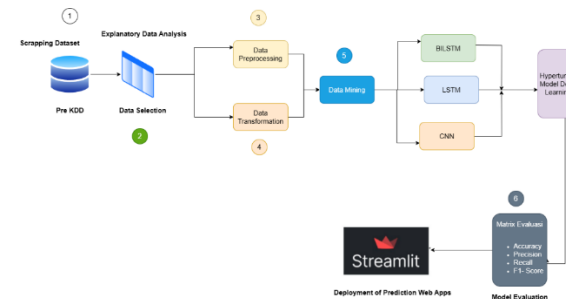 1
Scrapping Dataset
Pre KDD
Explanatory Data Analysis
Data Selection
2
3
Data
Preprocessing
Data
Transformation
4
5
Data Mining
BiLSTM
LSTM
CNN
Model
6
Matrix Evaluasi
Accuracy
Precision
Recall
F1- Score
Model Evaluation
Streamlit
Deployment of Prediction Web Apps